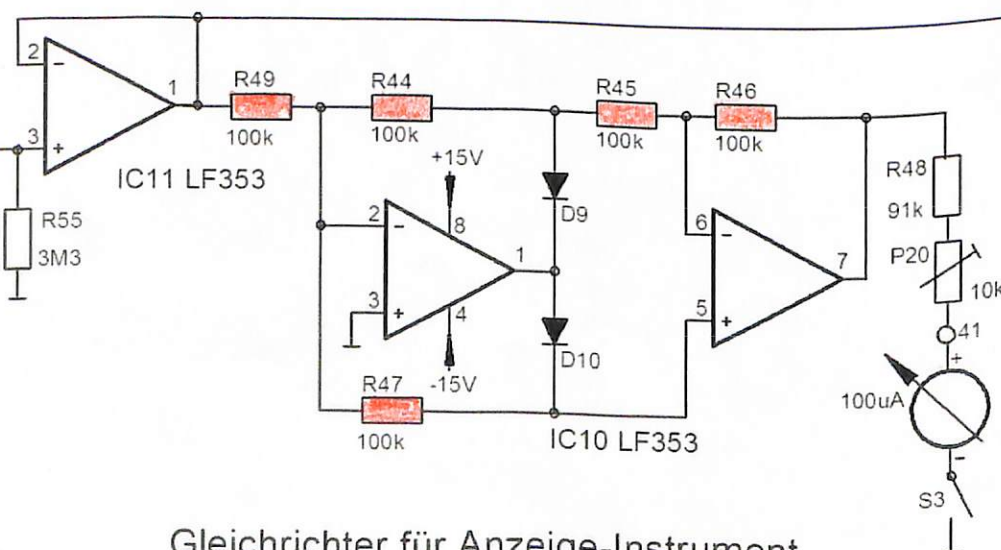 2
−
3
+
1
IC11 LF353
R55
3M3
R49
100k
R44
100k
R45
100k
R46
100k
+15V
8
2
−
1
3
+
4
-15V
D9
D10
R47
100k
IC10 LF353
6
−
7
5
+
R48
91k
P20
10k
41
+
100uA
−
S3
Gleichrichter für Anzeige-Instrument